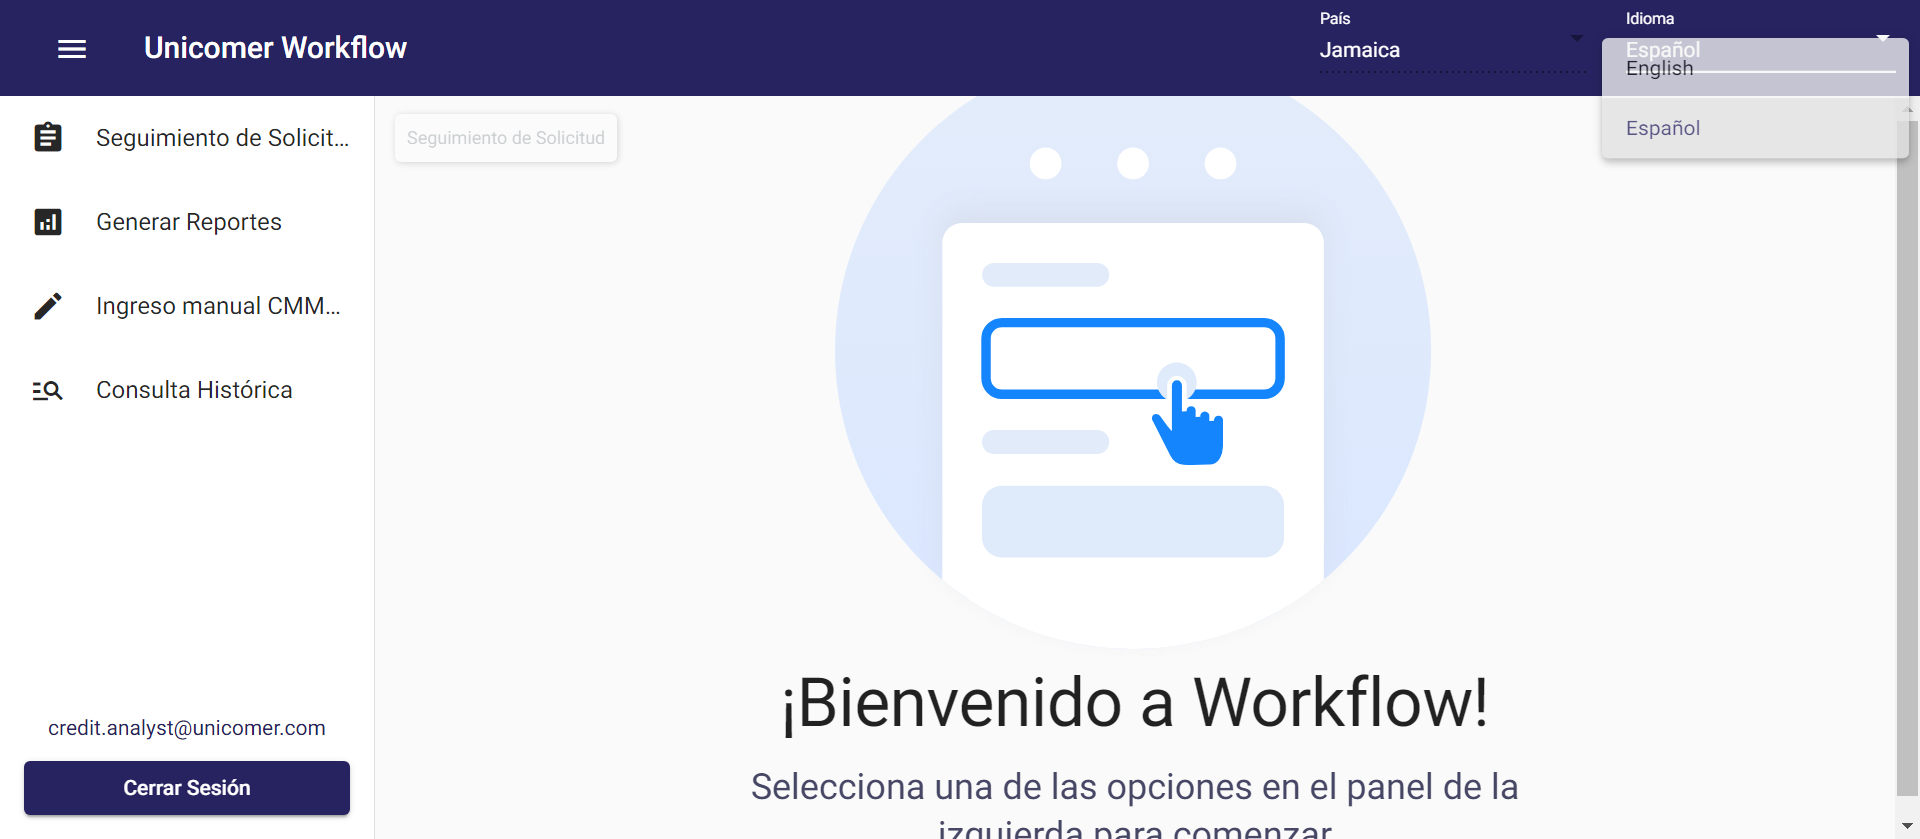 Unicomer Workflow
País
Jamaica
Idioma
Español
English
Español
Seguimiento de Solicit...
Generar Reportes
Ingreso manual CMM...
Consulta Histórica
credit.analyst@unicomer.com
Cerrar Sesión
Seguimiento de Solicitud
¡Bienvenido a Workflow!
Selecciona una de las opciones en el panel de la
izquierda para comenzar